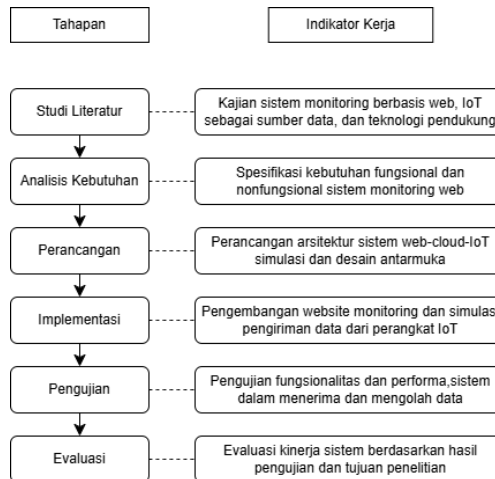 Tahapan
Indikator Kerja
Studi Literatur
Kajian sistem monitoring berbasis web, IoT
sebagai sumber data, dan teknologi pendukung
Analisis Kebutuhan
Spesifikasi kebutuhan fungsional dan
nonfungsional sistem monitoring web
Perancangan
Perancangan arsitektur sistem web-cloud-IoT
simulasi dan desain antarmuka
Implementasi
Pengembangan website monitoring dan simulasi
pengiriman data dari perangkat IoT
Pengujian
Pengujian fungsionalitas dan performa,sistem
dalam menerima dan mengolah data
Evaluasi
Evaluasi kinerja sistem berdasarkan hasil
pengujian dan tujuan penelitian